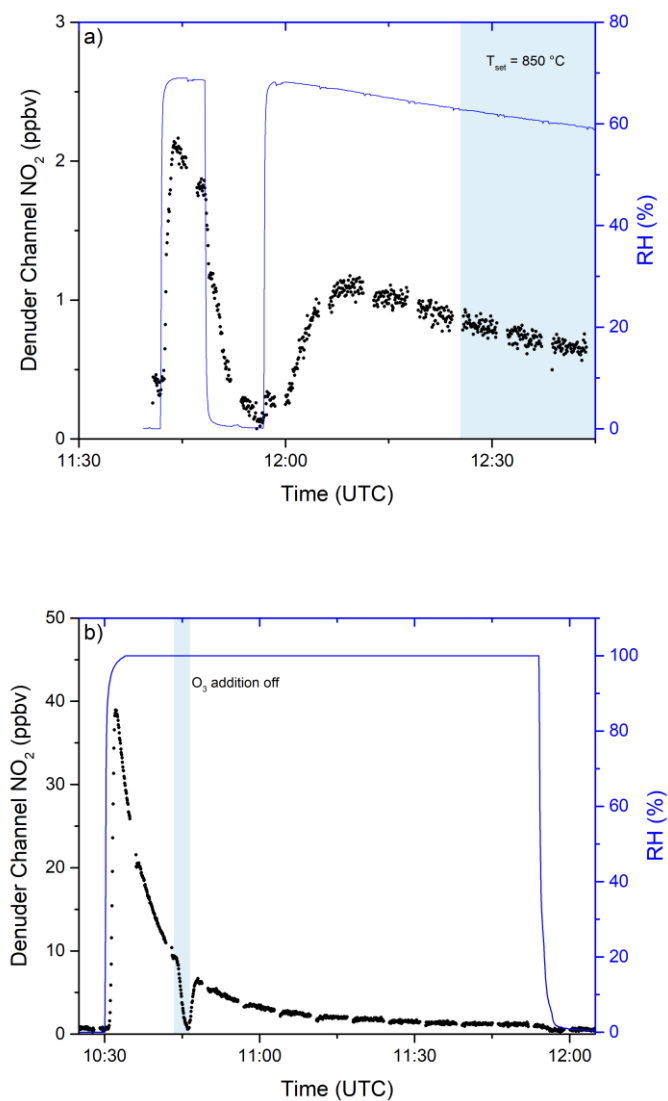 a)
T_set = 850 °C
Denuder Channel NO₂ (ppbv)
3
2
1
0
RH (%)
80
60
40
20
0
11:30
12:00
12:30
Time (UTC)
b)
O₃ addition off
Denuder Channel NO₂ (ppbv)
50
40
30
20
10
0
RH (%)
100
80
60
40
20
0
10:30
11:00
11:30
12:00
Time (UTC)